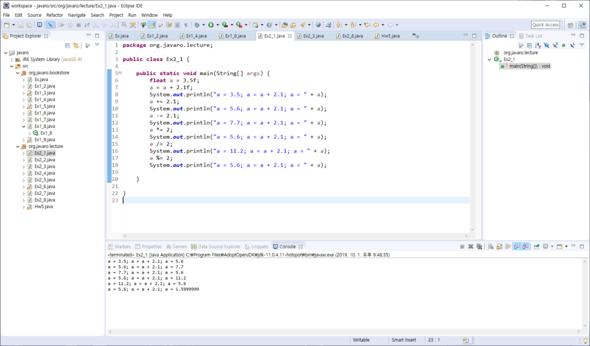 workspace - javaro/src/org/javaro/lecture/Ex2_1.java - Eclipse IDE
File Edit Source Refactor Navigate Search Project Run Window Help
Quick Access
Project Explorer
javaro
JRE System Library [JavaSE-11]
src
org.javaro.bookstore
Ex.java
Ex1_2.java
Ex1_3.java
Ex1_4.java
Ex1_5.java
Ex1_6.java
Ex1_7.java
Ex1_8.java
Ex1_8
Ex1_9.java
org.javaro.lecture
Ex2_1.java
Ex2_2.java
Ex2_3.java
Ex2_4.java
Ex2_5.java
Ex2_6.java
Ex2_7.java
Ex2_8.java
Hw5.java
Ex.java Ex1_2.java Ex1_4.java Ex1_8.java Ex2_1.java Ex2_3.java Ex2_8.java Hw5.java
1 package org.javaro.lecture;
2
3 public class Ex2_1 {
4
5 public static void main(String[] args) {
6 float a = 3.5f;
7 a = a + 2.1f;
8 System.out.println("a = 3.5; a = a + 2.1; a = " + a);
9 a += 2.1;
10 System.out.println("a = 5.6; a = a + 2.1; a = " + a);
11 a -= 2.1;
12 System.out.println("a = 7.7; a = a + 2.1; a = " + a);
13 a *= 2;
14 System.out.println("a = 5.6; a = a + 2.1; a = " + a);
15 a /= 2;
16 System.out.println("a = 11.2; a = a + 2.1; a = " + a);
17 a %= 2;
18 System.out.println("a = 5.6; a = a + 2.1; a = " + a);
19
20 }
21
22 }
23
Outline Task List
org.javaro.lecture
Ex2_1
main(String[]) : void
Markers Properties Servers Data Source Explorer Snippets Console
<terminated> Ex2_1 [Java Application] C:\Program Files\AdoptOpenJDK\jdk-11.0.4.11-hotspot\bin\javaw.exe (2019. 10. 1. 오후 9:48:35)
a = 3.5; a = a + 2.1; a = 5.6
a = 5.6; a = a + 2.1; a = 7.7
a = 7.7; a = a + 2.1; a = 5.6
a = 5.6; a = a + 2.1; a = 11.2
a = 11.2; a = a + 2.1; a = 5.6
a = 5.6; a = a + 2.1; a = 1.5999999
Writable Smart Insert 23 : 1